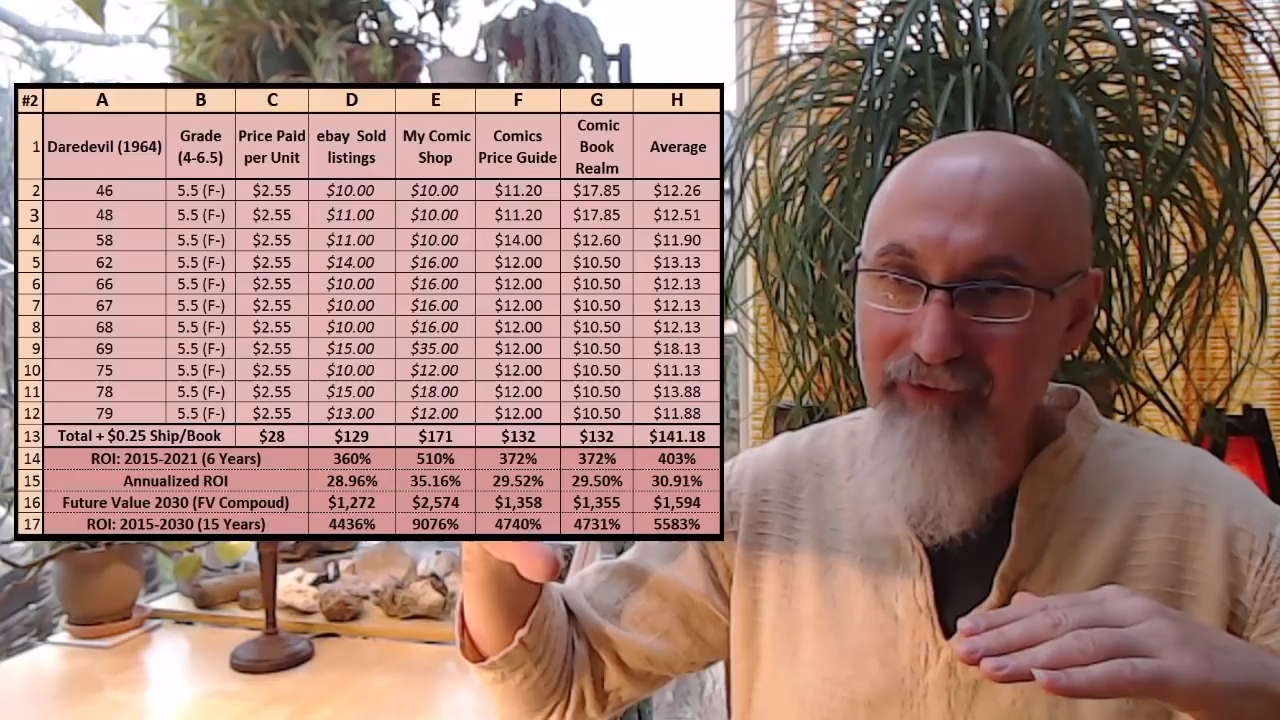 #2 A B C D E F G H
1 Daredevil (1964) Grade (4-6.5) Price Paid per Unit ebay Sold listings My Comic Shop Comics Price Guide Comic Book Realm Average
2 46 5.5 (F-) $2.55 $10.00 $10.00 $11.20 $17.85 $12.26
3 48 5.5 (F-) $2.55 $11.00 $10.00 $11.20 $17.85 $12.51
4 58 5.5 (F-) $2.55 $11.00 $10.00 $14.00 $12.60 $11.90
5 62 5.5 (F-) $2.55 $14.00 $16.00 $12.00 $10.50 $13.13
6 66 5.5 (F-) $2.55 $10.00 $16.00 $12.00 $10.50 $12.13
7 67 5.5 (F-) $2.55 $10.00 $16.00 $12.00 $10.50 $12.13
8 68 5.5 (F-) $2.55 $10.00 $16.00 $12.00 $10.50 $12.13
9 69 5.5 (F-) $2.55 $15.00 $35.00 $12.00 $10.50 $18.13
10 75 5.5 (F-) $2.55 $10.00 $12.00 $12.00 $10.50 $11.13
11 78 5.5 (F-) $2.55 $15.00 $18.00 $12.00 $10.50 $13.88
12 79 5.5 (F-) $2.55 $13.00 $12.00 $12.00 $10.50 $11.88
13 Total + $0.25 Ship/Book $28 $129 $171 $132 $132 $141.18
14 ROI: 2015-2021 (6 Years) 360% 510% 372% 372% 403%
15 Annualized ROI 28.96% 35.16% 29.52% 29.50% 30.91%
16 Future Value 2030 (FV Compoud) $1,272 $2,574 $1,358 $1,355 $1,594
17 ROI: 2015-2030 (15 Years) 4436% 9076% 4740% 4731% 5583%